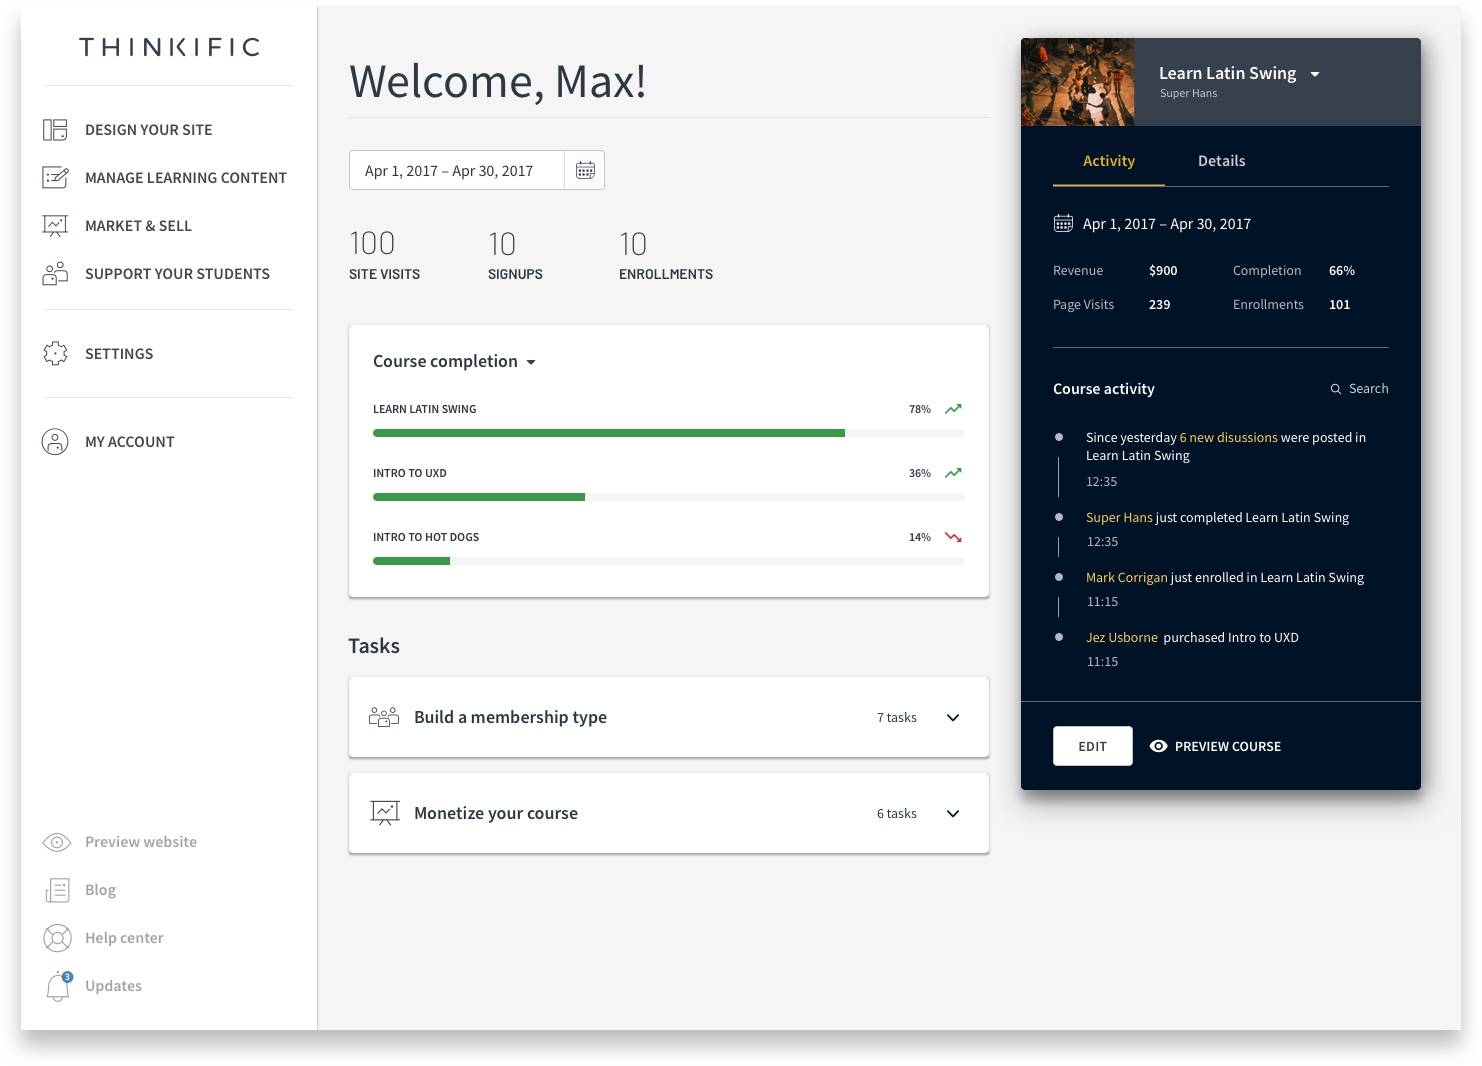 THINKIFIC
DESIGN YOUR SITE
MANAGE LEARNING CONTENT
MARKET & SELL
SUPPORT YOUR STUDENTS
SETTINGS
MY ACCOUNT
Preview website
Blog
Help center
3
Updates
Welcome, Max!
Apr 1, 2017 – Apr 30, 2017
100 10 10
SITE VISITS SIGNUPS ENROLLMENTS
Course completion
LEARN LATIN SWING 78%
INTRO TO UXD 36%
INTRO TO HOT DOGS 14%
Tasks
Build a membership type 7 tasks
Monetize your course 6 tasks
Learn Latin Swing
Super Hans
Activity Details
Apr 1, 2017 – Apr 30, 2017
Revenue $900 Completion 66%
Page Visits 239 Enrollments 101
Course activity Search
Since yesterday 6 new disussions were posted in
Learn Latin Swing
12:35
Super Hans just completed Learn Latin Swing
12:35
Mark Corrigan just enrolled in Learn Latin Swing
11:15
Jez Usborne purchased Intro to UXD
11:15
EDIT PREVIEW COURSE